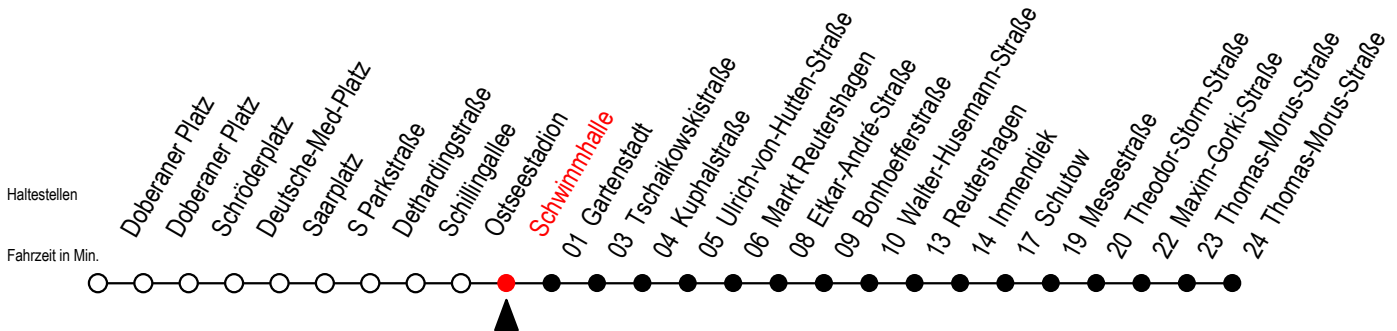 Haltestellen
Fahrzeit in Min.
Doberaner Platz
Doberaner Platz
Schröderplatz
Deutsche-Med-Platz
Saarplatz
S Parkstraße
Dethardingstraße
Schillingallee
Ostseestadion
Schwimmhalle
01 Gartenstadt
03 Tschaikowskistraße
04 Kuphalstraße
05 Ulrich-von-Hutten-Straße
06 Markt Reutershagen
08 Etkar-André-Straße
09 Bonhoefferstraße
10 Walter-Husemann-Straße
13 Reutershagen
14 Immendiek
17 Schutow
19 Messestraße
20 Theodor-Storm-Straße
22 Maxim-Gorki-Straße
23 Thomas-Morus-Straße
24 Thomas-Morus-Straße